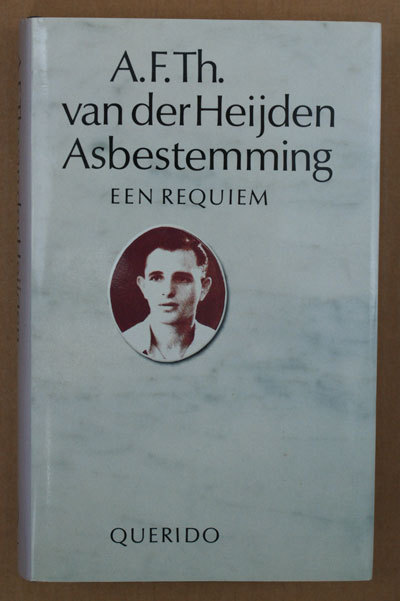 A.F.Th.
van der Heijden
Asbestemming
EEN REQUIEM
QUERIDO